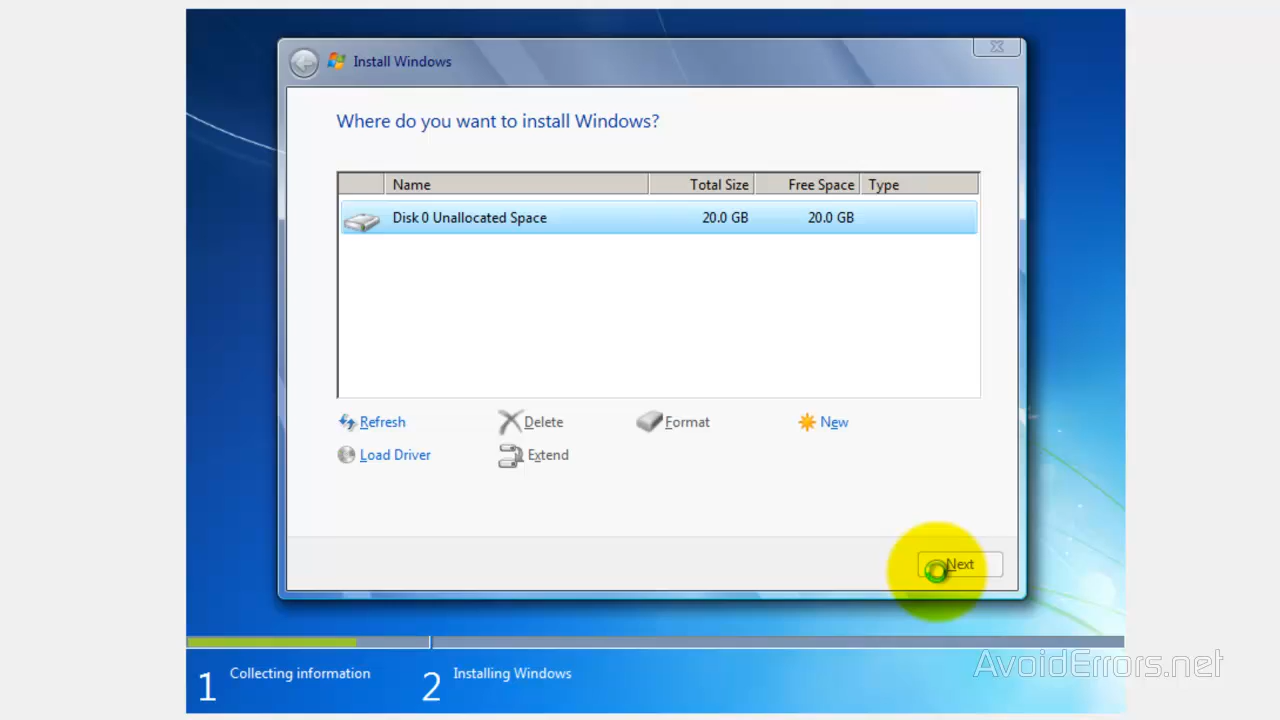 Install Windows
Where do you want to install Windows?
Name Total Size Free Space Type
Disk 0 Unallocated Space 20.0 GB 20.0 GB
Refresh Delete Format New
Load Driver Extend
Next
1 Collecting information 2 Installing Windows
AvoidErrors.net